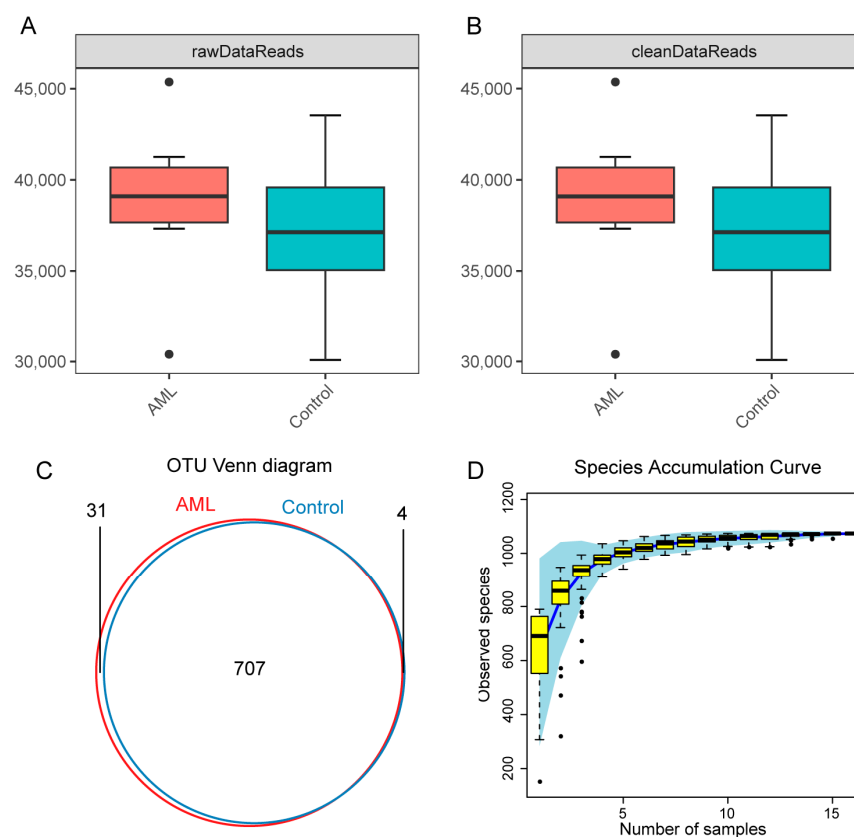 A
rawDataReads
45,000
40,000
35,000
30,000
AML
Control
B
cleanDataReads
45,000
40,000
35,000
30,000
AML
Control
C
OTU Venn diagram
31
AML
Control
4
707
D
Species Accumulation Curve
Observed species
1200
1000
800
600
400
200
5
10
15
Number of samples